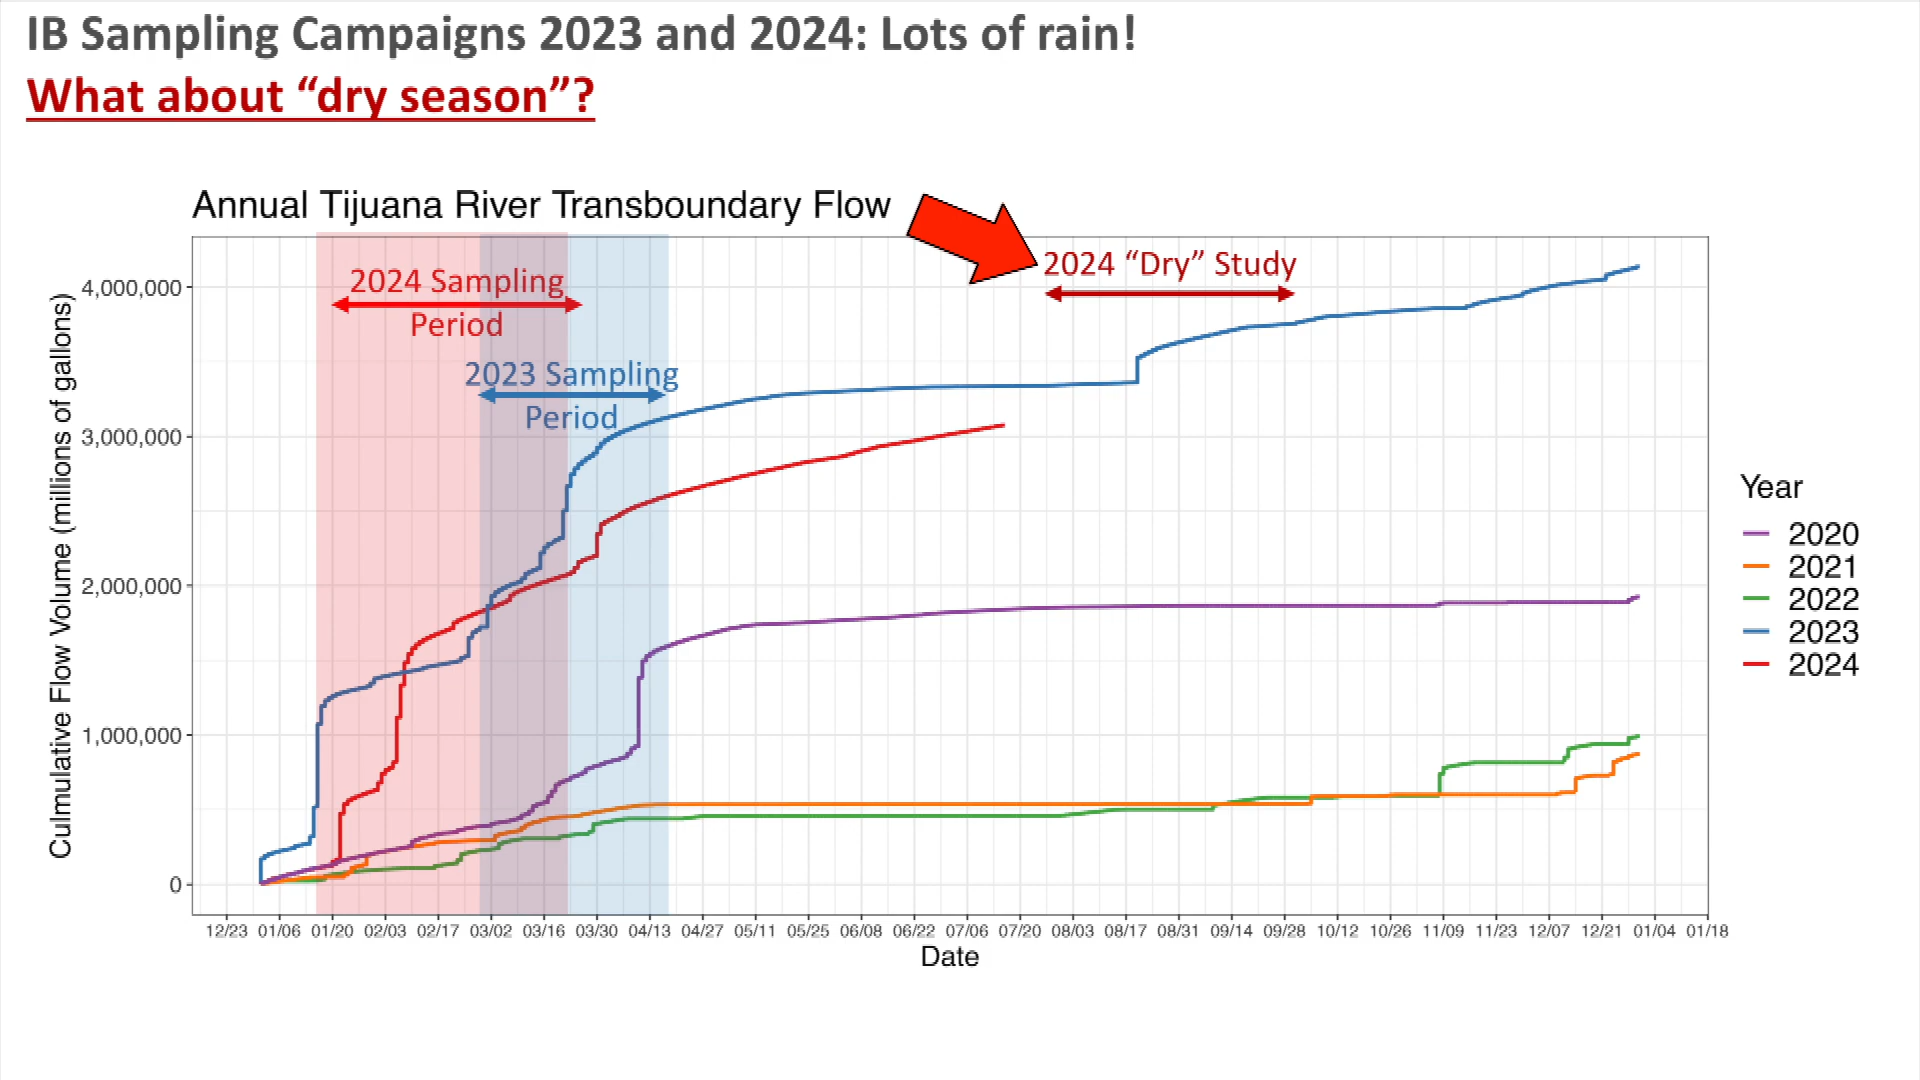 IB Sampling Campaigns 2023 and 2024: Lots of rain!
What about “dry season”?
Annual Tijuana River Transboundary Flow
2024 “Dry” Study
2024 Sampling
Period
2023 Sampling
Period
Culmulative Flow Volume (millions of gallons)
4,000,000
3,000,000
2,000,000
1,000,000
0
12/23 01/06 01/20 02/03 02/17 03/02 03/16 03/30 04/13 04/27 05/11 05/25 06/08 06/22 07/06 07/20 08/03 08/17 08/31 09/14 09/28 10/12 10/26 11/09 11/23 12/07 12/21 01/04 01/18
Date
Year
2020
2021
2022
2023
2024